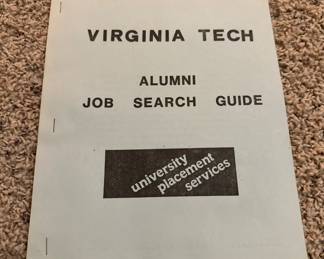 VIRGINIA TECH
ALUMNI
JOB SEARCH GUIDE
university
placement
services